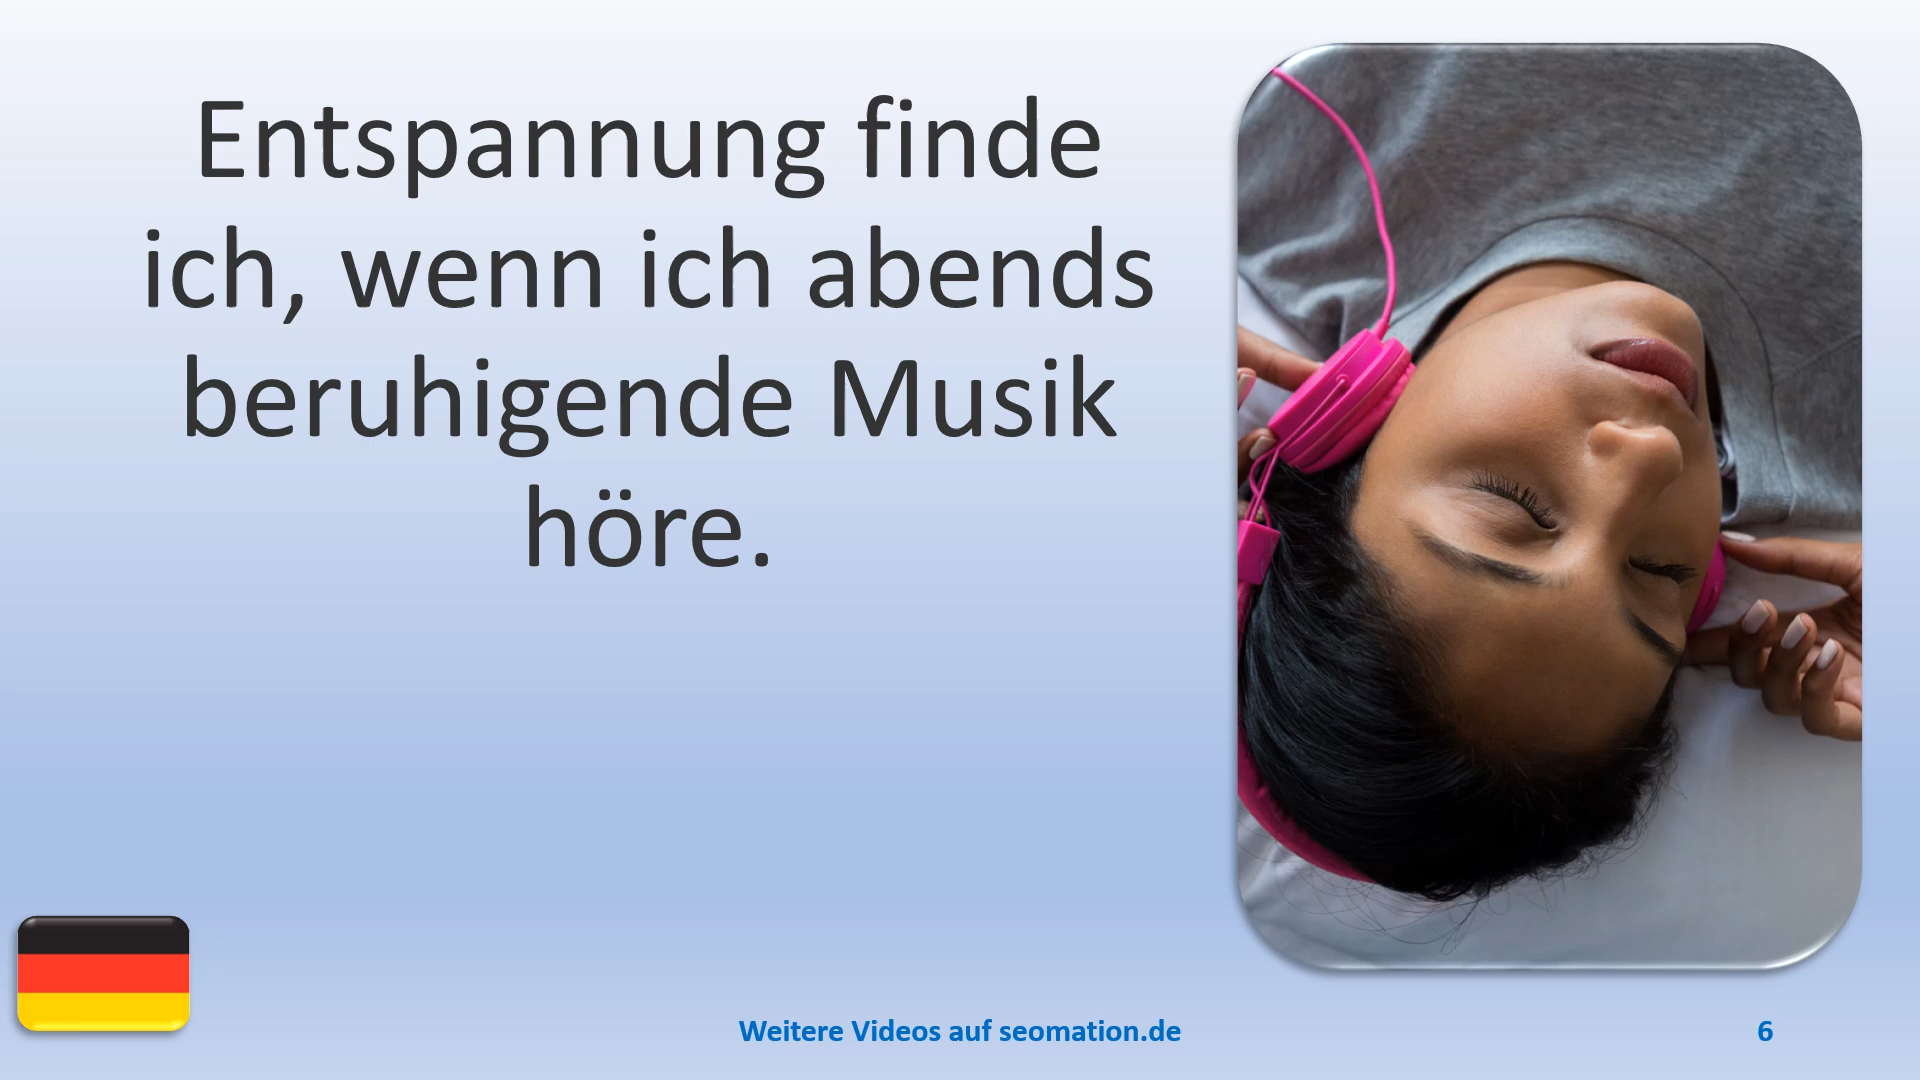 Entspannung finde
ich, wenn ich abends
beruhigende Musik
höre.
Weitere Videos auf seomation.de
6